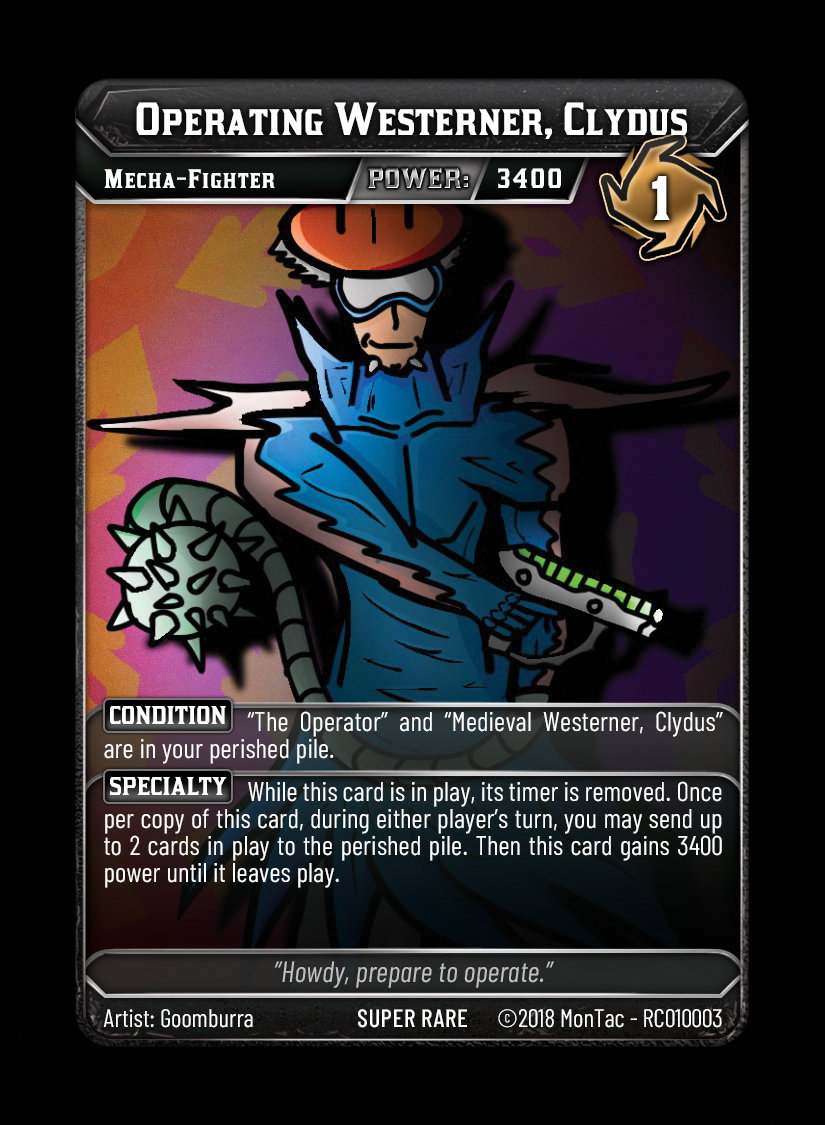 Operating Westerner, Clydus
Mecha-Fighter POWER: 3400 1
CONDITION "The Operator" and "Medieval Westerner, Clydus"
are in your perished pile.
SPECIALTY While this card is in play, its timer is removed. Once
per copy of this card, during either player's turn, you may send up
to 2 cards in play to the perished pile. Then this card gains 3400
power until it leaves play.
"Howdy, prepare to operate."
Artist: Goomburra SUPER RARE ©2018 MonTac - RC010003